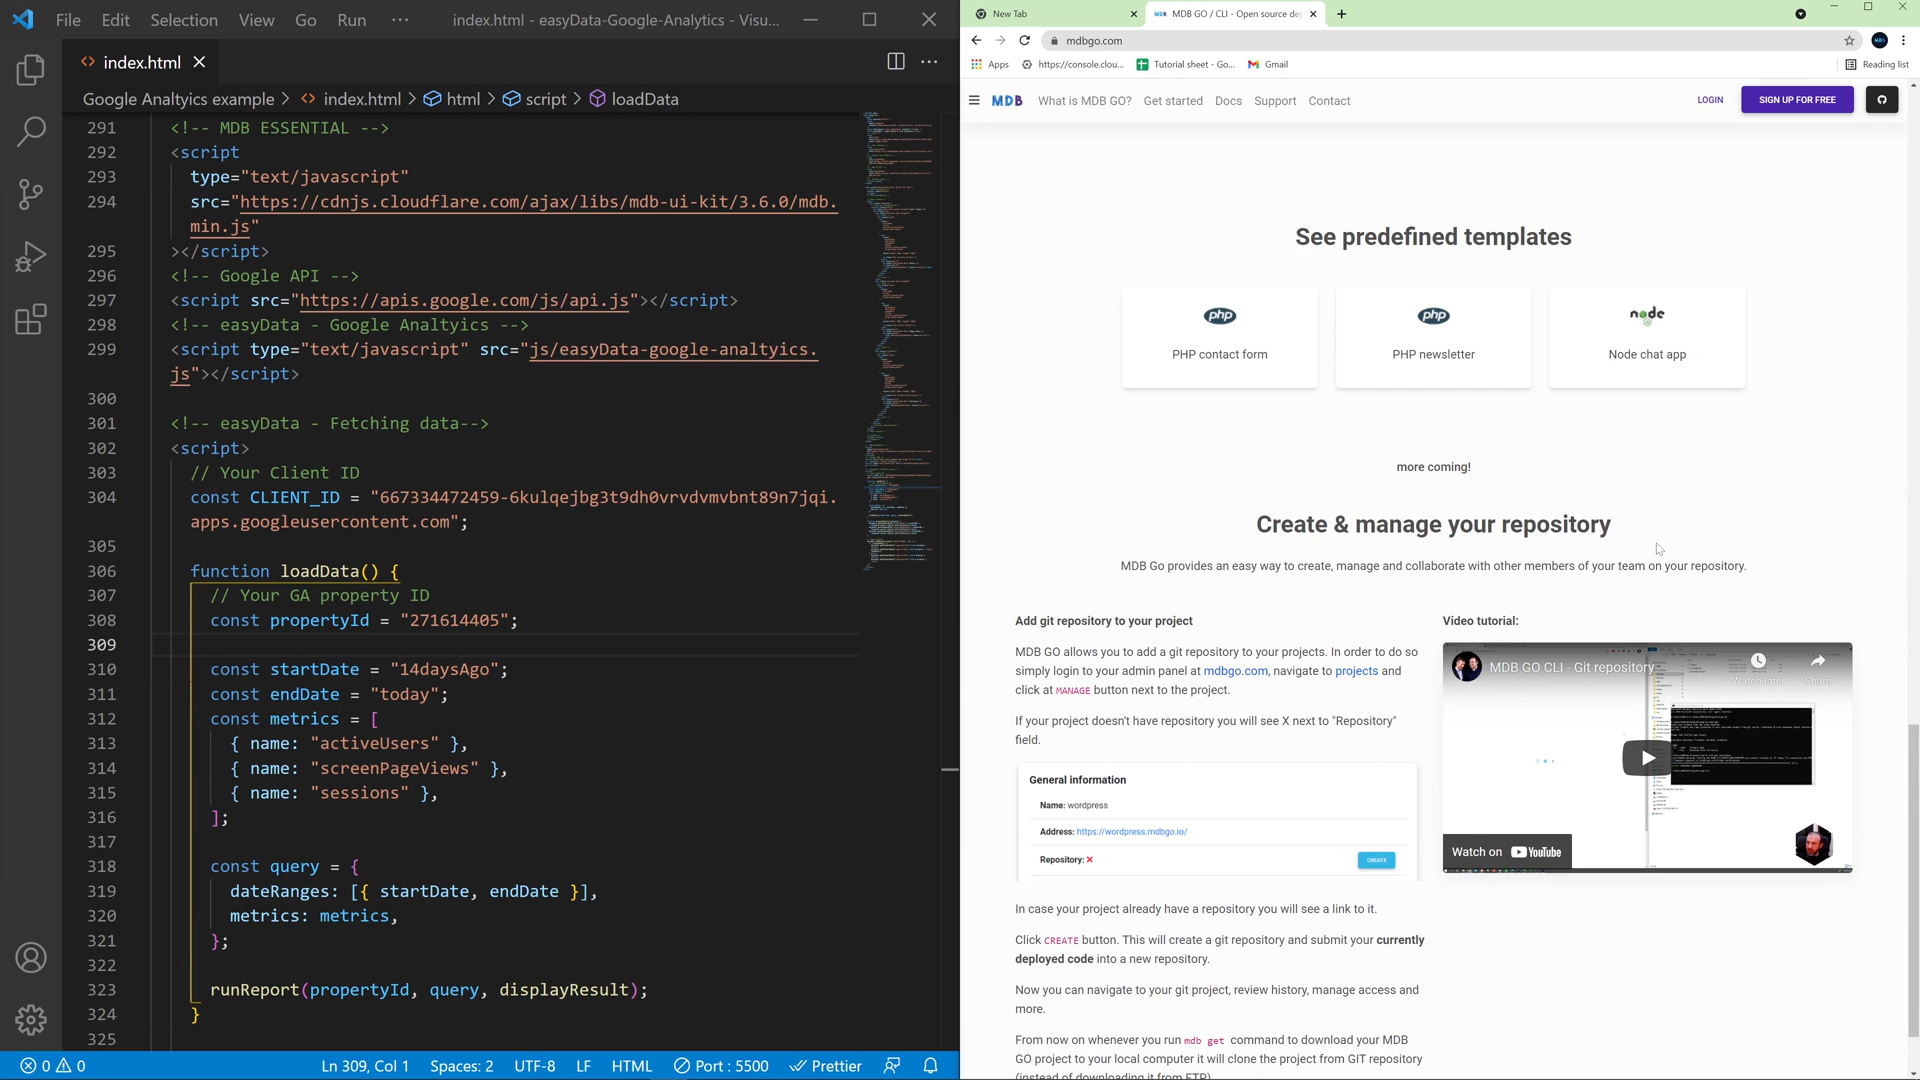 File Edit Selection View Go Run ··· index.html - easyData-Google-Analytics - Visu...
index.html
Google Analtyics example > index.html > html > script > loadData
291 <!-- MDB ESSENTIAL -->
292 <script
293 type="text/javascript"
294 src="https://cdnjs.cloudflare.com/ajax/libs/mdb-ui-kit/3.6.0/mdb.
min.js"
295 ></script>
296 <!-- Google API -->
297 <script src="https://apis.google.com/js/api.js"></script>
298 <!-- easyData - Google Analtyics -->
299 <script type="text/javascript" src="js/easyData-google-analtyics.
js"></script>
300
301 <!-- easyData - Fetching data-->
302 <script>
303 // Your Client ID
304 const CLIENT_ID = "667334472459-6kulqejbg3t9dh0vrvdvmvbnt89n7jqi.
apps.googleusercontent.com";
305
306 function loadData() {
307 // Your GA property ID
308 const propertyId = "271614405";
309
310 const startDate = "14daysAgo";
311 const endDate = "today";
312 const metrics = [
313 { name: "activeUsers" },
314 { name: "screenPageViews" },
315 { name: "sessions" },
316 ];
317
318 const query = {
319 dateRanges: [{ startDate, endDate }],
320 metrics: metrics,
321 };
322
323 runReport(propertyId, query, displayResult);
324 }
325
0 0 Ln 309, Col 1 Spaces: 2 UTF-8 LF HTML Port : 5500 Prettier
New Tab MDB GO / CLI - Open source de
mdbgo.com
Apps https://console.clou... Tutorial sheet - Go... Gmail Reading list
MDB What is MDB GO? Get started Docs Support Contact LOGIN SIGN UP FOR FREE
See predefined templates
php php node
PHP contact form PHP newsletter Node chat app
more coming!
Create & manage your repository
MDB Go provides an easy way to create, manage and collaborate with other members of your team on your repository.
Add git repository to your project
MDB GO allows you to add a git repository to your projects. In order to do so
simply login to your admin panel at mdbgo.com, navigate to projects and
click at MANAGE button next to the project.
If your project doesn't have repository you will see X next to "Repository"
field.
General information
Name: wordpress
Address: https://wordpress.mdbgo.io/
Repository: CREATE
In case your project already have a repository you will see a link to it.
Click CREATE button. This will create a git repository and submit your currently
deployed code into a new repository.
Now you can navigate to your git project, review history, manage access and
more.
From now on whenever you run mdb get command to download your MDB
GO project to your local computer it will clone the project from GIT repository
(instead of downloading it from FTP)
Video tutorial:
MDB GO CLI - Git repository
Watch later Share
Watch on YouTube